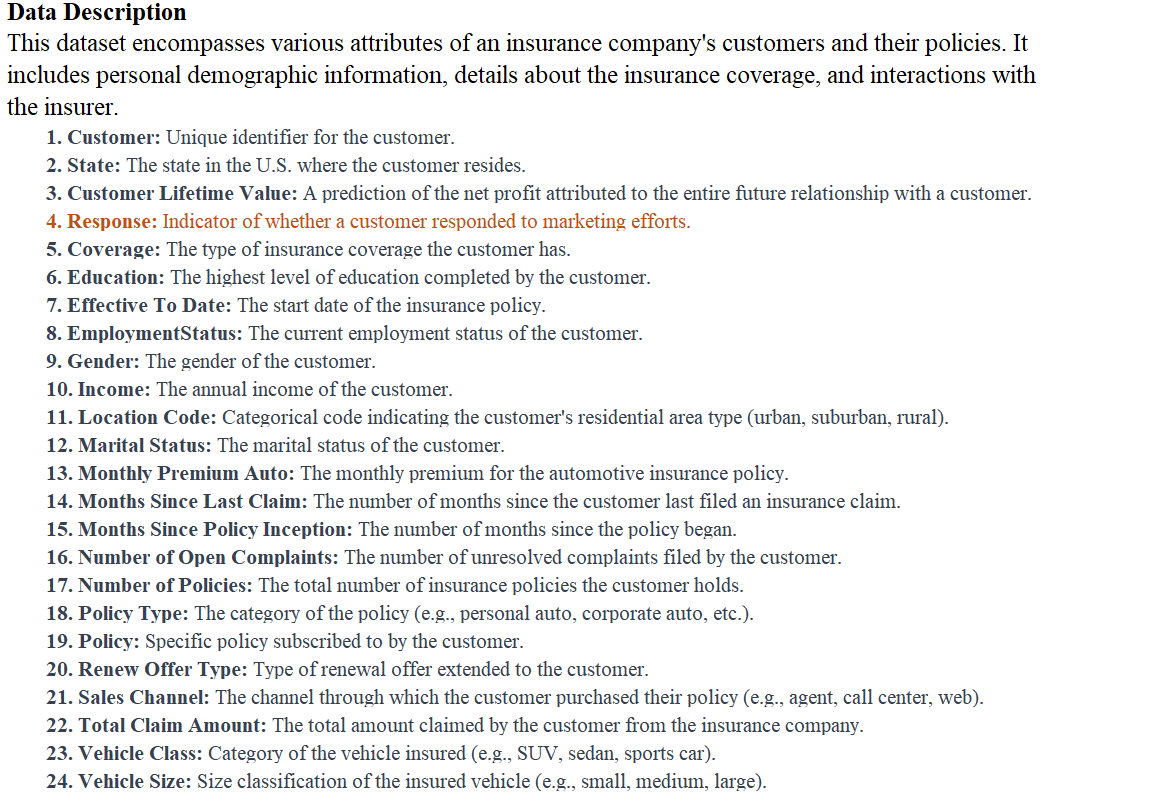 Data Description
This dataset encompasses various attributes of an insurance company's customers and their policies. It
includes personal demographic information, details about the insurance coverage, and interactions with
the insurer.
1. Customer: Unique identifier for the customer.
2. State: The state in the U.S. where the customer resides.
3. Customer Lifetime Value: A prediction of the net profit attributed to the entire future relationship with a customer.
4. Response: Indicator of whether a customer responded to marketing efforts.
5. Coverage: The type of insurance coverage the customer has.
6. Education: The highest level of education completed by the customer.
7. Effective To Date: The start date of the insurance policy.
8. EmploymentStatus: The current employment status of the customer.
9. Gender: The gender of the customer.
10. Income: The annual income of the customer.
11. Location Code: Categorical code indicating the customer's residential area type (urban, suburban, rural).
12. Marital Status: The marital status of the customer.
13. Monthly Premium Auto: The monthly premium for the automotive insurance policy.
14. Months Since Last Claim: The number of months since the customer last filed an insurance claim.
15. Months Since Policy Inception: The number of months since the policy began.
16. Number of Open Complaints: The number of unresolved complaints filed by the customer.
17. Number of Policies: The total number of insurance policies the customer holds.
18. Policy Type: The category of the policy (e.g., personal auto, corporate auto, etc.).
19. Policy: Specific policy subscribed to by the customer.
20. Renew Offer Type: Type of renewal offer extended to the customer.
21. Sales Channel: The channel through which the customer purchased their policy (e.g., agent, call center, web).
22. Total Claim Amount: The total amount claimed by the customer from the insurance company.
23. Vehicle Class: Category of the vehicle insured (e.g., SUV, sedan, sports car).
24. Vehicle Size: Size classification of the insured vehicle (e.g., small, medium, large).